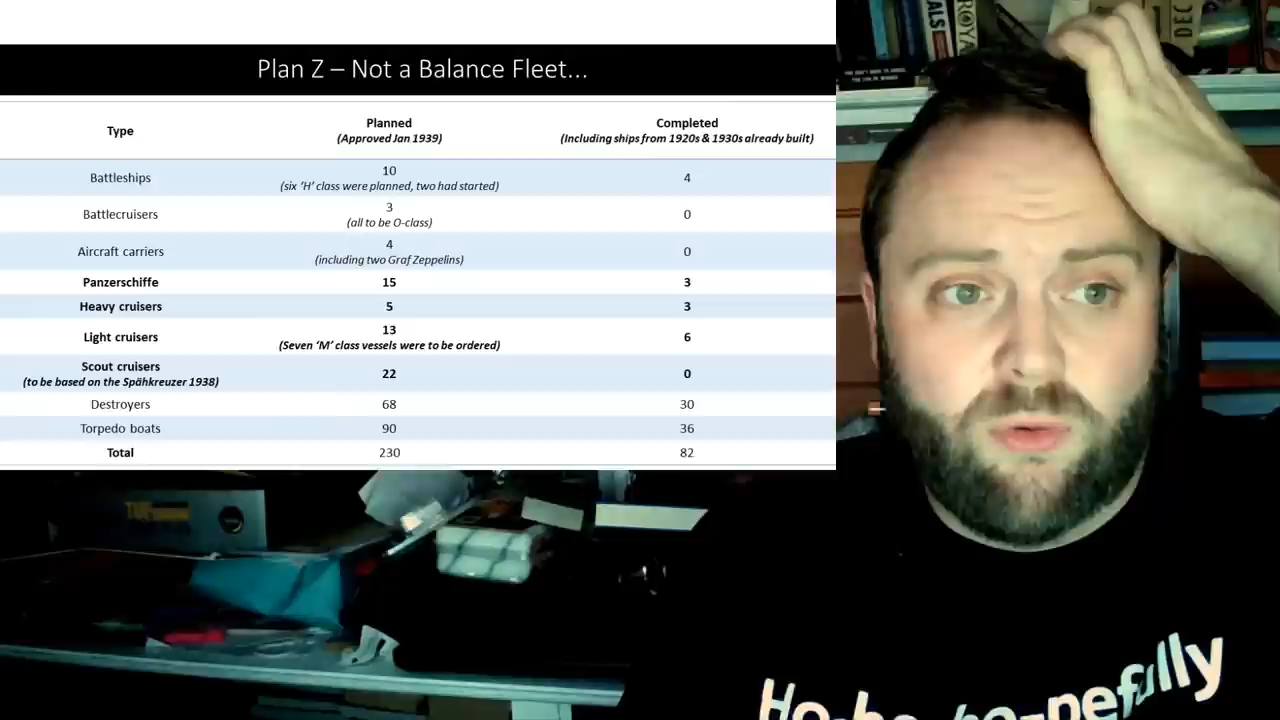 Plan Z – Not a Balance Fleet...
Type Planned Completed
(Approved Jan 1939) (Including ships from 1920s & 1930s already built)
Battleships 10 4
(six ‘H’ class were planned, two had started)
Battlecruisers 3 0
(all to be O-class)
Aircraft carriers 4 0
(including two Graf Zeppelins)
Panzerschiffe 15 3
Heavy cruisers 5 3
Light cruisers 13 6
(Seven ‘M’ class vessels were to be ordered)
Scout cruisers 22 0
(to be based on the Spähkreuzer 1938)
Destroyers 68 30
Torpedo boats 90 36
Total 230 82
ALS
ROYA
DEC